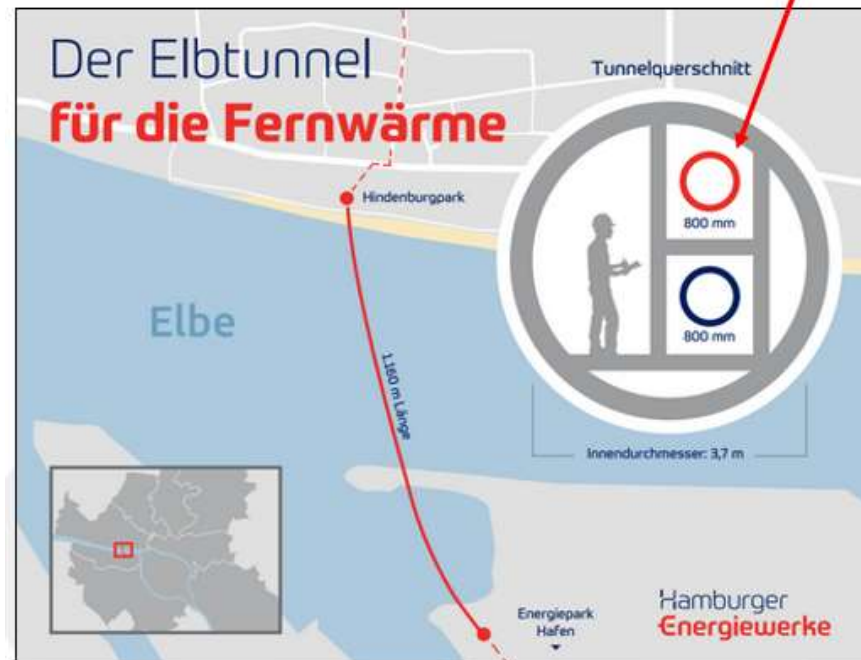 Der Elbtunnel
für die Fernwärme
Tunnelquerschnitt
Hindenburgpark
800 mm
800 mm
Elbe
1.160 m Länge
Innendurchmesser: 3,7 m
Energiepark
Hafen
Hamburger
Energiewerke